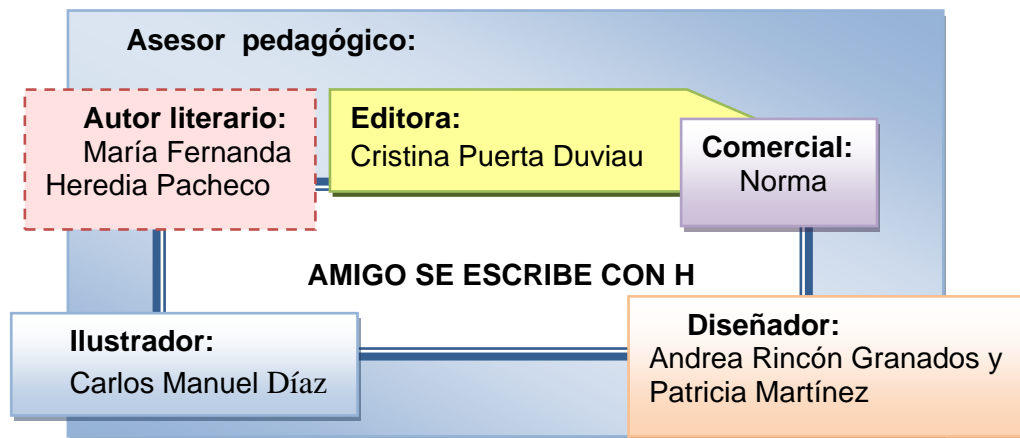 Asesor pedagógico:
Autor literario:
María Fernanda
Heredia Pacheco
Editora:
Cristina Puerta Duviau
Comercial:
Norma
AMIGO SE ESCRIBE CON H
Ilustrador:
Carlos Manuel Díaz
Diseñador:
Andrea Rincón Granados y
Patricia Martínez